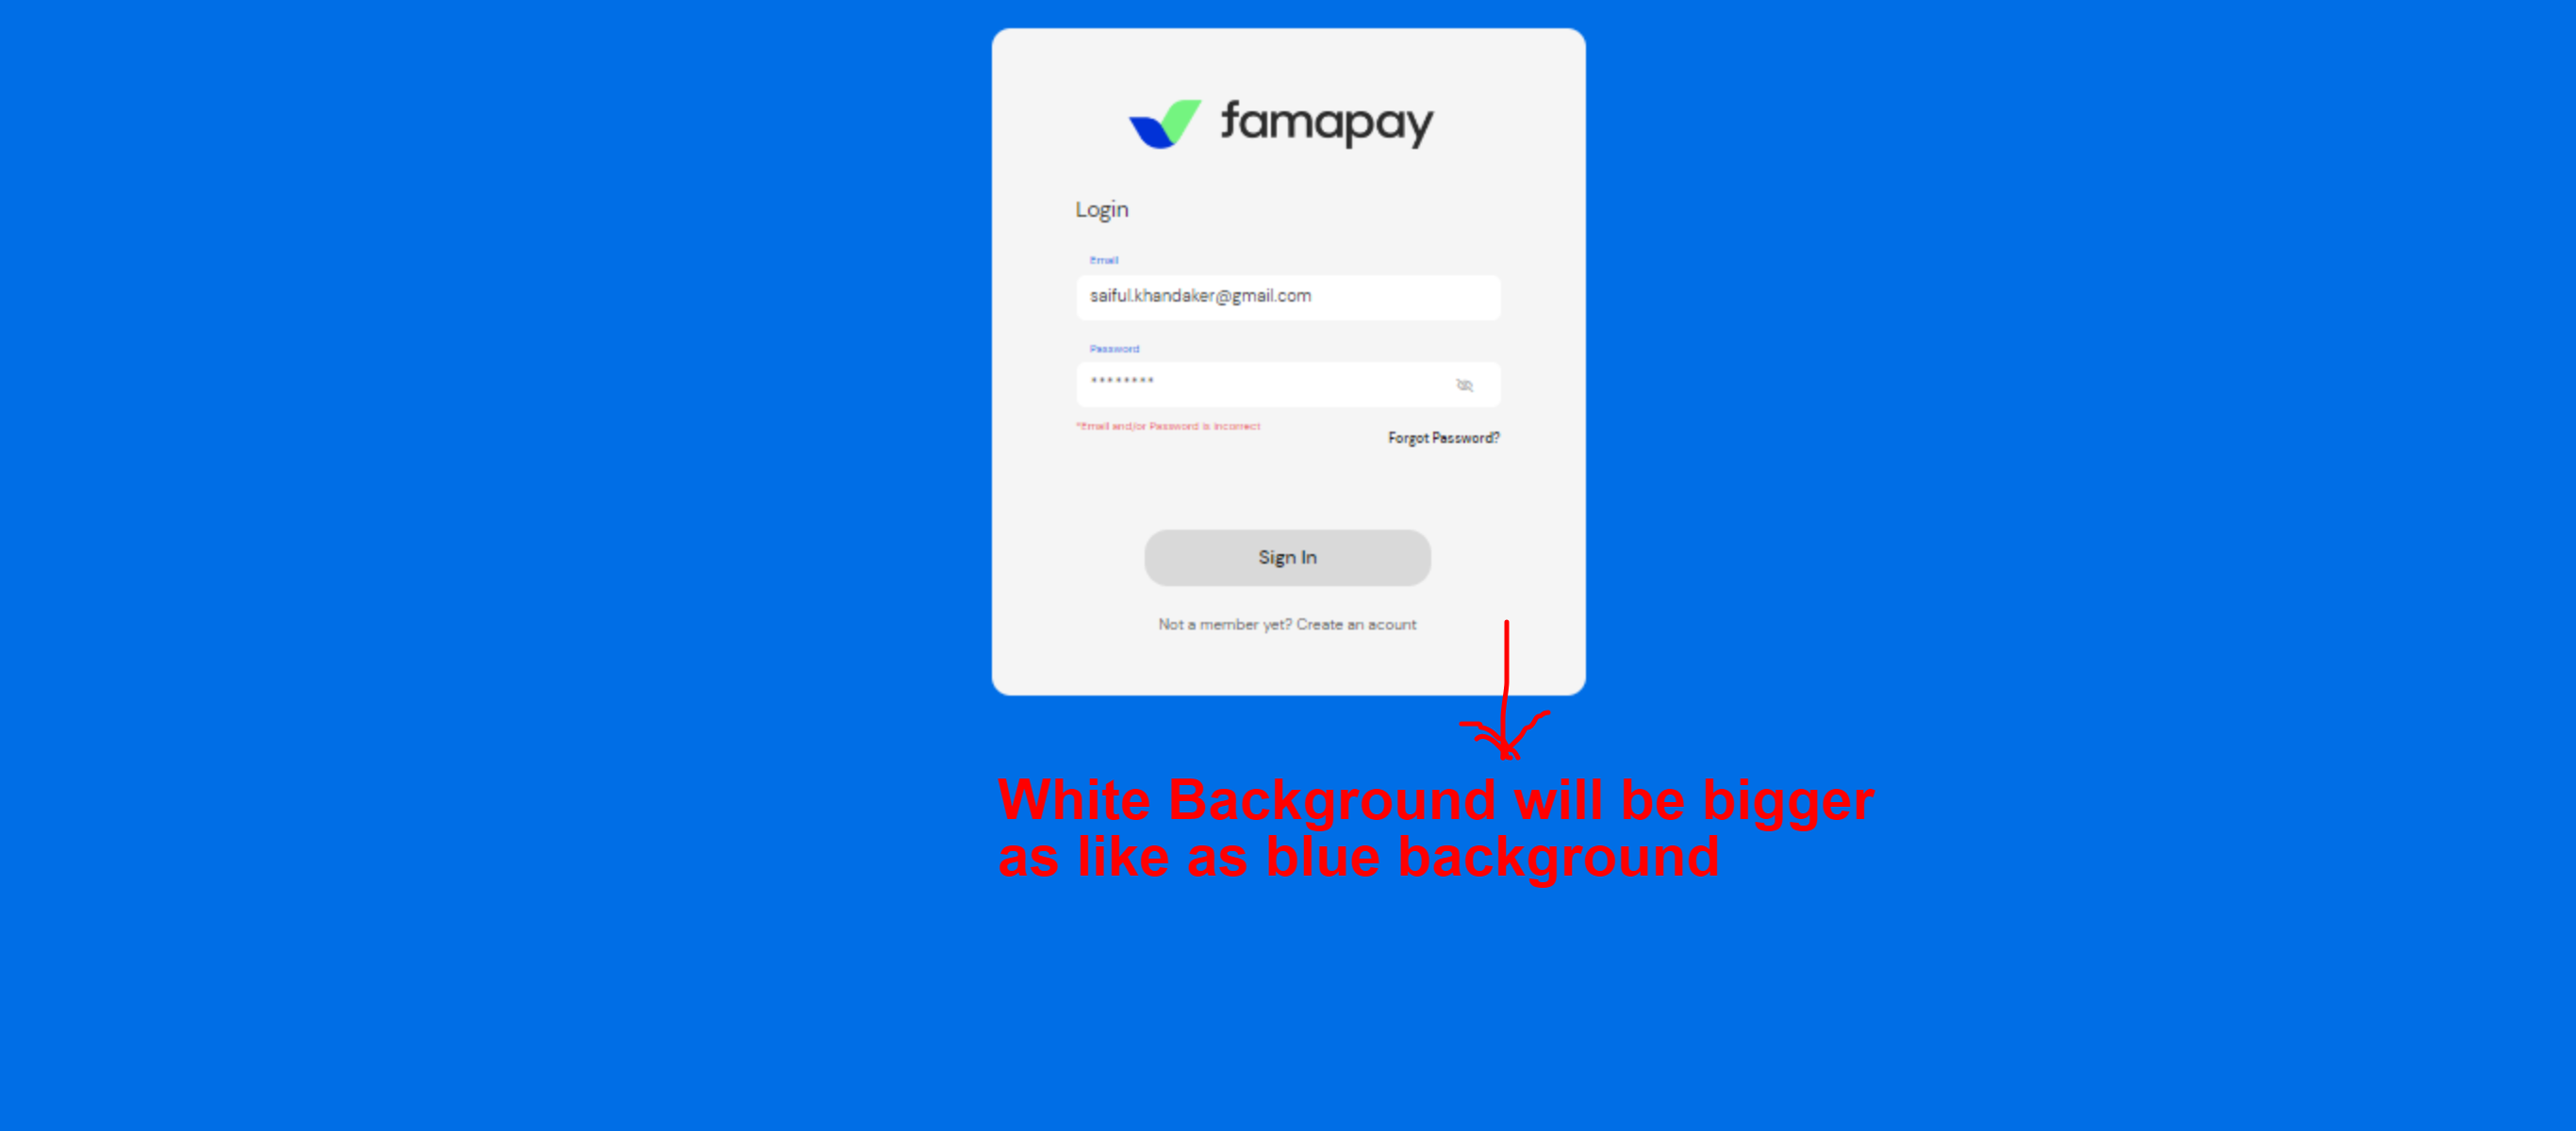 famapay
Login
Email
saiful.khandaker@gmail.com
Password
********
*Email and/or Password is incorrect
Forgot Password?
Sign In
Not a member yet? Create an acount
White Background will be bigger
as like as blue background